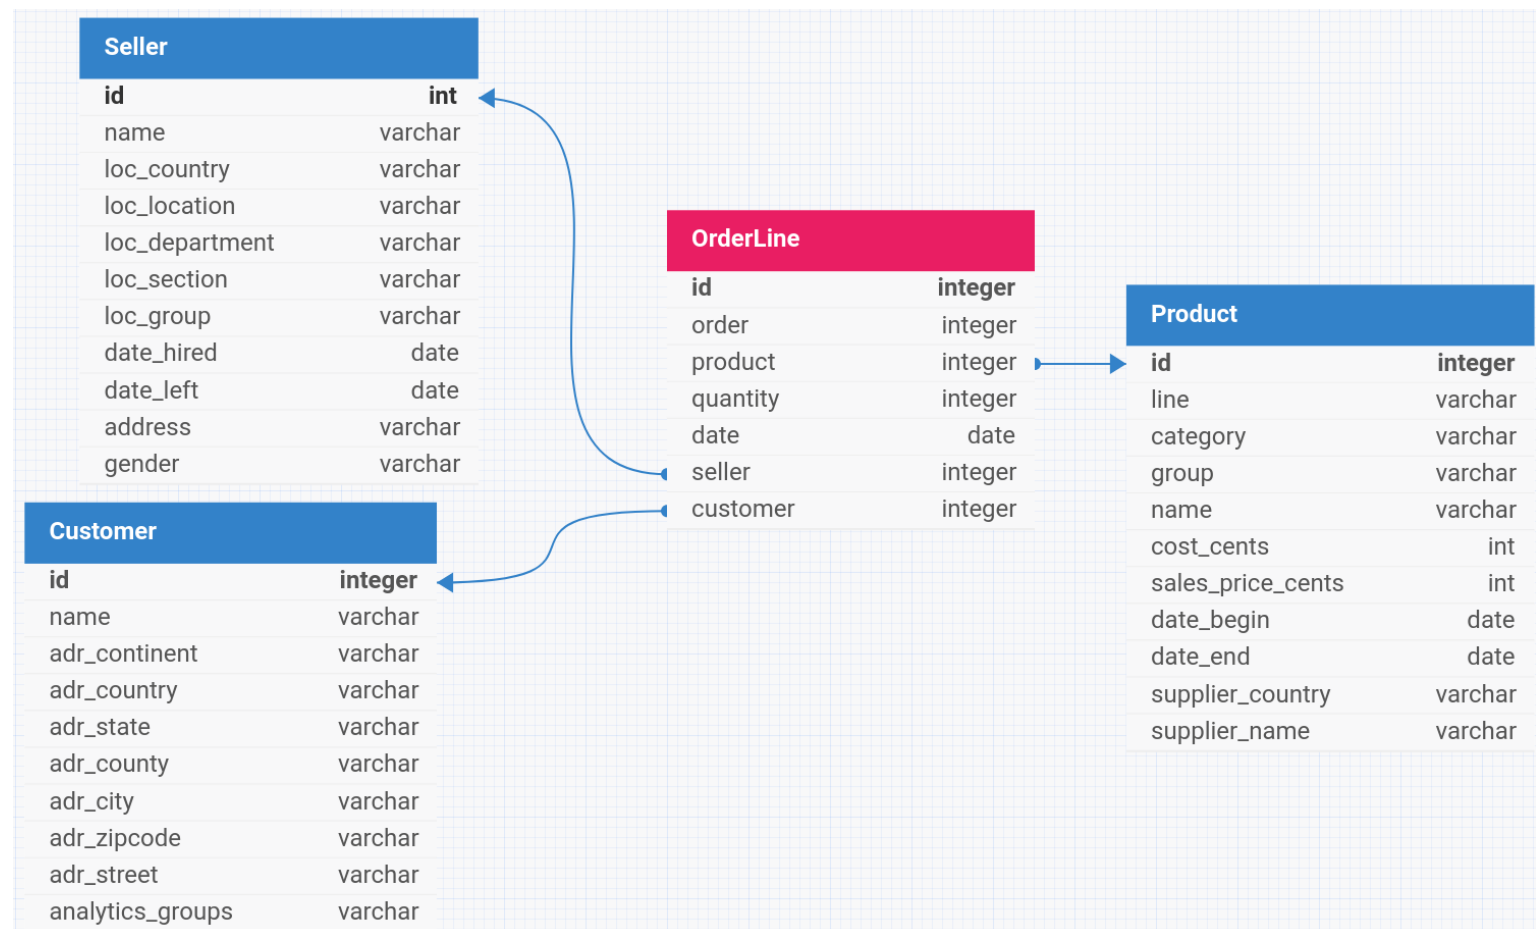 Seller
id int
name varchar
loc_country varchar
loc_location varchar
loc_department varchar
loc_section varchar
loc_group varchar
date_hired date
date_left date
address varchar
gender varchar
Customer
id integer
name varchar
adr_continent varchar
adr_country varchar
adr_state varchar
adr_county varchar
adr_city varchar
adr_zipcode varchar
adr_street varchar
analytics_groups varchar
OrderLine
id integer
order integer
product integer
quantity integer
date date
seller integer
customer integer
Product
id integer
line varchar
category varchar
group varchar
name varchar
cost_cents int
sales_price_cents int
date_begin date
date_end date
supplier_country varchar
supplier_name varchar